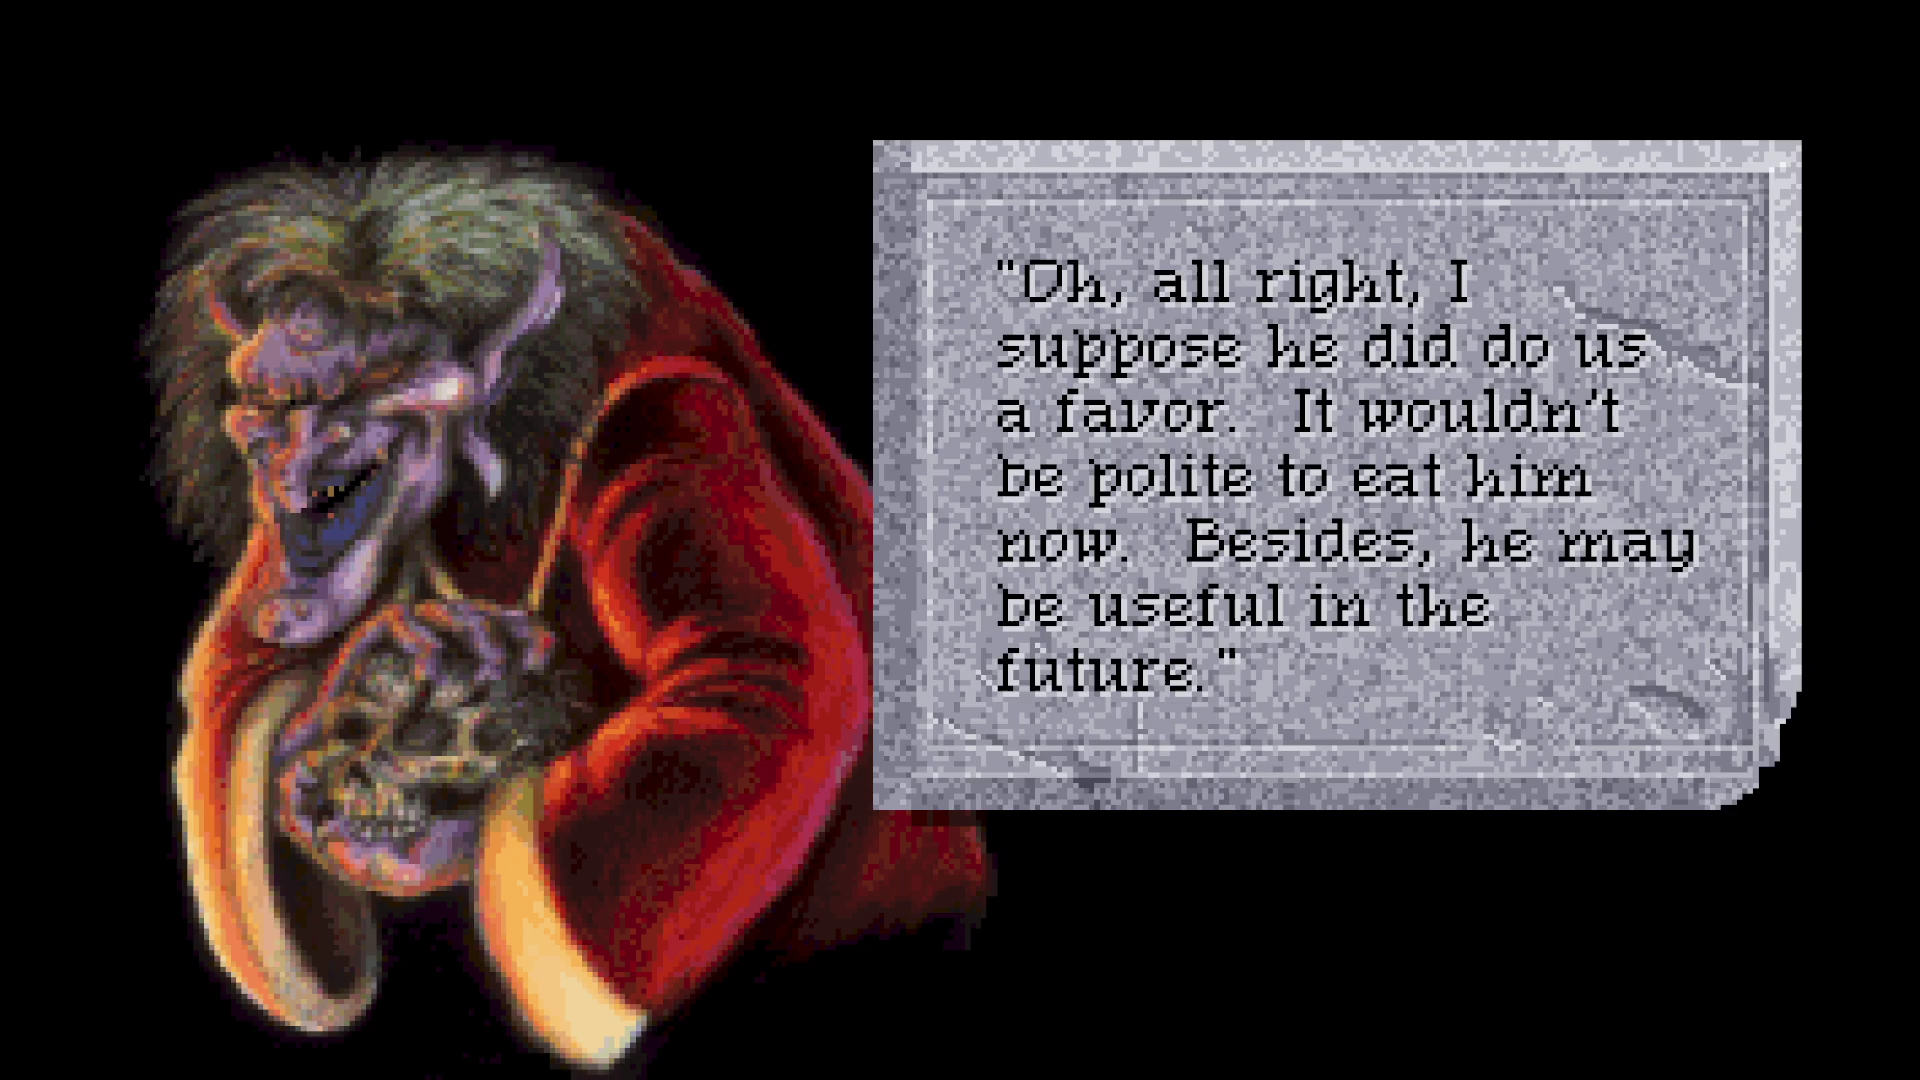 "Oh, all right, I
suppose he did do us
a favor.  It wouldn't
be polite to eat him
now.  Besides, he may
be useful in the
future."